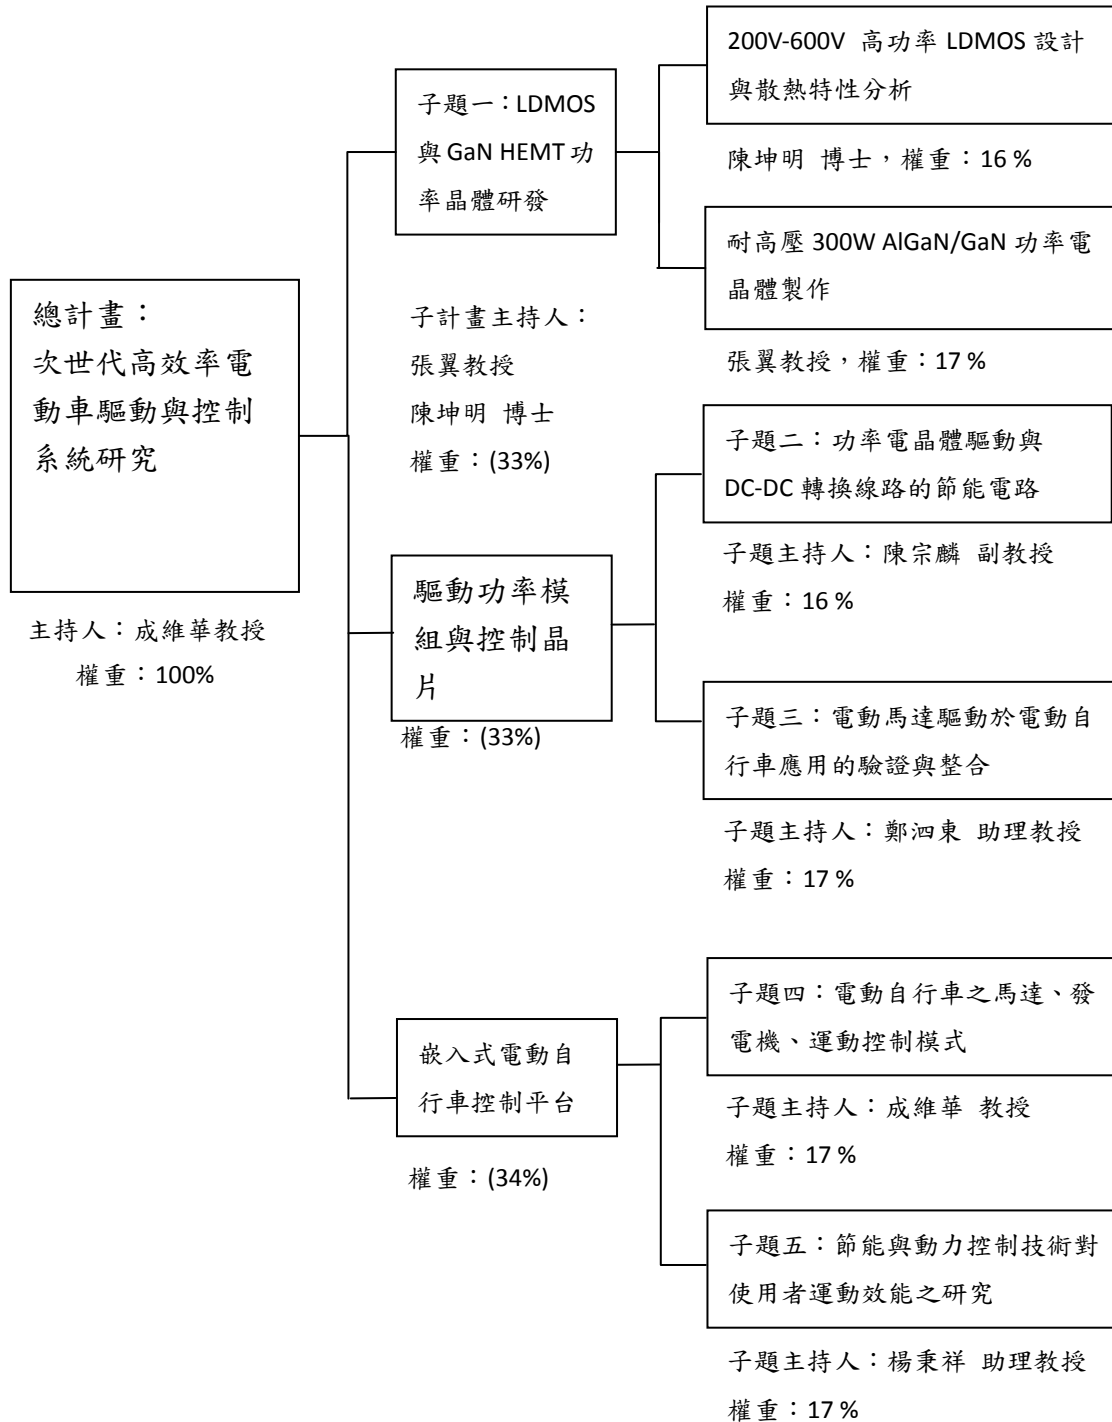 總計畫：
次世代高效率電
動車驅動與控制
系統研究
主持人：成維華教授
權重：100%
子題一：LDMOS
與 GaN HEMT 功
率晶體研發
子計畫主持人：
張翼教授
陳坤明 博士
權重：(33%)
200V-600V 高功率 LDMOS 設計
與散熱特性分析
陳坤明 博士，權重：16 %
耐高壓 300W AlGaN/GaN 功率電
晶體製作
張翼教授，權重：17 %
驅動功率模
組與控制晶
片
權重：(33%)
子題二：功率電晶體驅動與
DC-DC 轉換線路的節能電路
子題主持人：陳宗麟 副教授
權重：16 %
子題三：電動馬達驅動於電動自
行車應用的驗證與整合
子題主持人：鄭泗東 助理教授
權重：17 %
嵌入式電動自
行車控制平台
權重：(34%)
子題四：電動自行車之馬達、發
電機、運動控制模式
子題主持人：成維華 教授
權重：17 %
子題五：節能與動力控制技術對
使用者運動效能之研究
子題主持人：楊秉祥 助理教授
權重：17 %